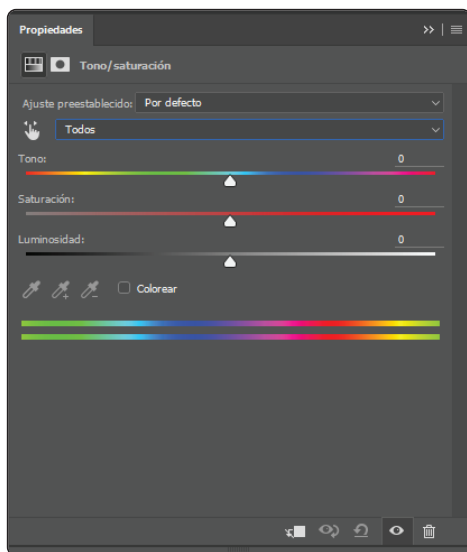 Propiedades
Tono/saturación
Ajuste preestablecido: Por defecto
Todos
Tono: 0
Saturación: 0
Luminosidad: 0
Colorear